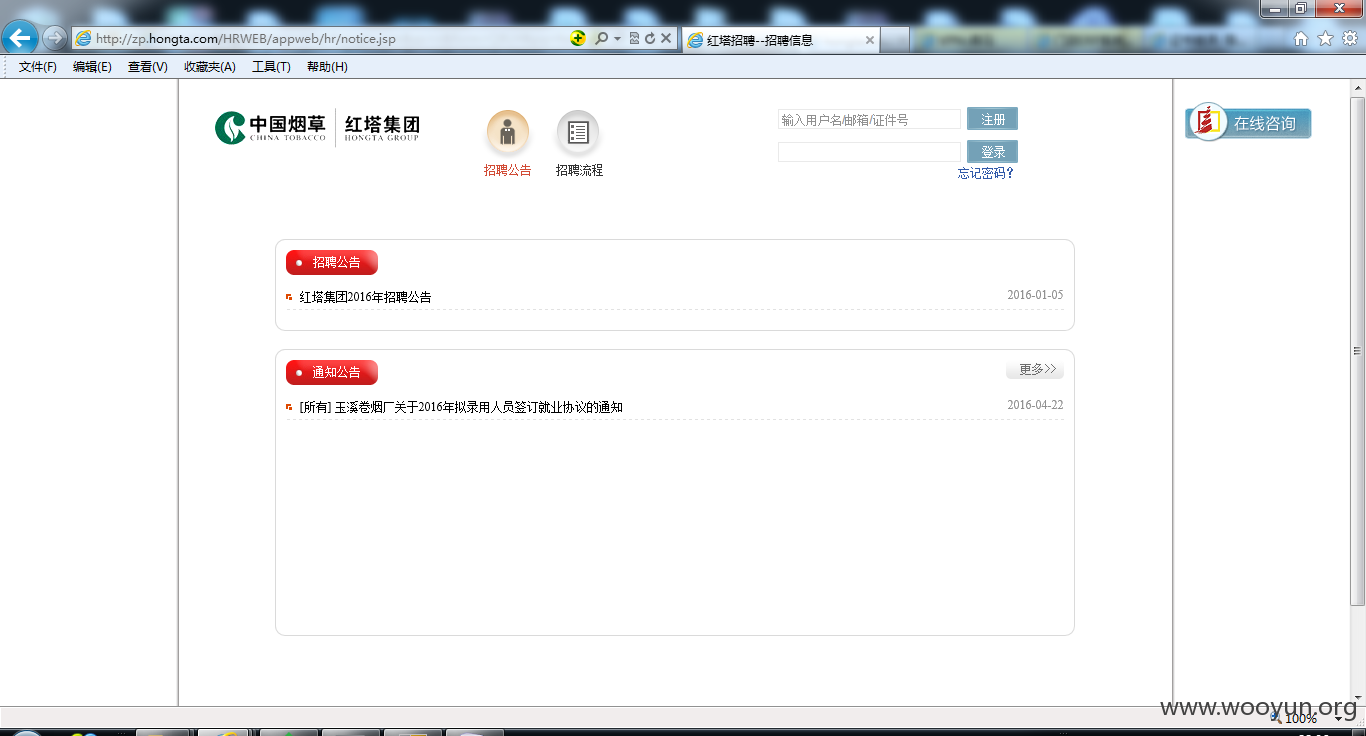 http://zp.hongta.com/HRWEB/appweb/hr/notice.jsp
红塔招聘--招聘信息
文件(F) 编辑(E) 查看(V) 收藏夹(A) 工具(T) 帮助(H)
中国烟草 红塔集团
CHINA TOBACCO HONGTA GROUP
招聘公告 招聘流程
输入用户名/邮箱/证件号 注册
登录
忘记密码?
在线咨询
招聘公告
红塔集团2016年招聘公告 2016-01-05
通知公告 更多>>
[所有] 玉溪卷烟厂关于2016年拟录用人员签订就业协议的通知 2016-04-22
www.wooyun.org
100%